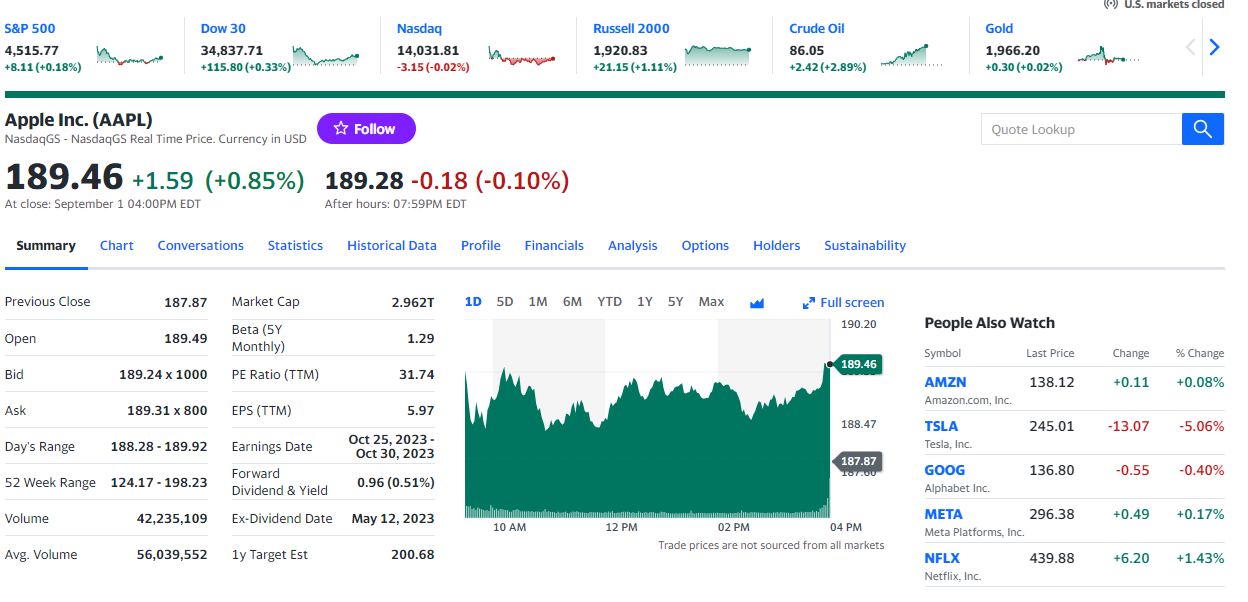 U.S. markets closed
S&P 500
4,515.77
+8.11 (+0.18%)
Dow 30
34,837.71
+115.80 (+0.33%)
Nasdaq
14,031.81
-3.15 (-0.02%)
Russell 2000
1,920.83
+21.15 (+1.11%)
Crude Oil
86.05
+2.42 (+2.89%)
Gold
1,966.20
+0.30 (+0.02%)
Apple Inc. (AAPL)
NasdaqGS - NasdaqGS Real Time Price. Currency in USD
Follow
Quote Lookup
189.46 +1.59 (+0.85%)
At close: September 1 04:00PM EDT
189.28 -0.18 (-0.10%)
After hours: 07:59PM EDT
Summary Chart Conversations Statistics Historical Data Profile Financials Analysis Options Holders Sustainability
Previous Close 187.87
Open 189.49
Bid 189.24 x 1000
Ask 189.31 x 800
Day's Range 188.28 - 189.92
52 Week Range 124.17 - 198.23
Volume 42,235,109
Avg. Volume 56,039,552
Market Cap 2.962T
Beta (5Y
Monthly) 1.29
PE Ratio (TTM) 31.74
EPS (TTM) 5.97
Earnings Date Oct 25, 2023 -
Oct 30, 2023
Forward
Dividend & Yield 0.96 (0.51%)
Ex-Dividend Date May 12, 2023
1y Target Est 200.68
1D 5D 1M 6M YTD 1Y 5Y Max Full screen
190.20
189.46
188.47
187.87
10 AM 12 PM 02 PM 04 PM
Trade prices are not sourced from all markets
People Also Watch
Symbol Last Price Change % Change
AMZN 138.12 +0.11 +0.08%
Amazon.com, Inc.
TSLA 245.01 -13.07 -5.06%
Tesla, Inc.
GOOG 136.80 -0.55 -0.40%
Alphabet Inc.
META 296.38 +0.49 +0.17%
Meta Platforms, Inc.
NFLX 439.88 +6.20 +1.43%
Netflix, Inc.